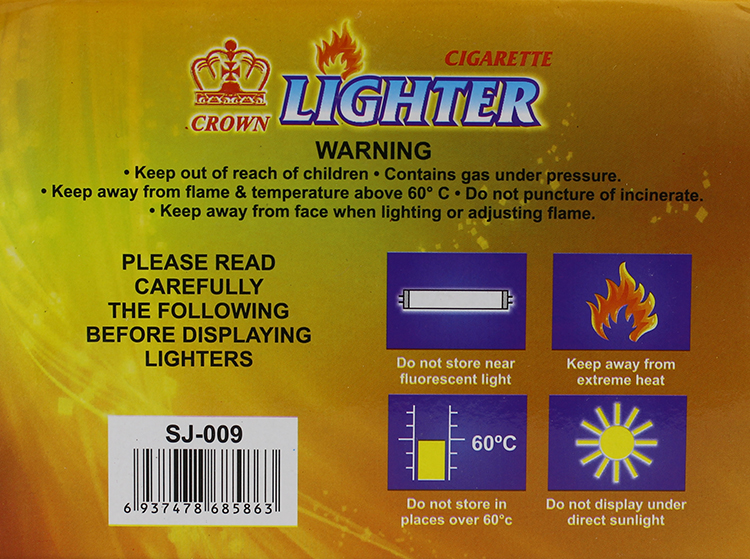 CROWN
CIGARETTE
LIGHTER
WARNING
• Keep out of reach of children • Contains gas under pressure.
• Keep away from flame & temperature above 60° C • Do not puncture of incinerate.
• Keep away from face when lighting or adjusting flame.
PLEASE READ
CAREFULLY
THE FOLLOWING
BEFORE DISPLAYING
LIGHTERS
Do not store near
fluorescent light
Keep away from
extreme heat
60ºC
Do not store in
places over 60°c
Do not display under
direct sunlight
SJ-009
6 937478 685863